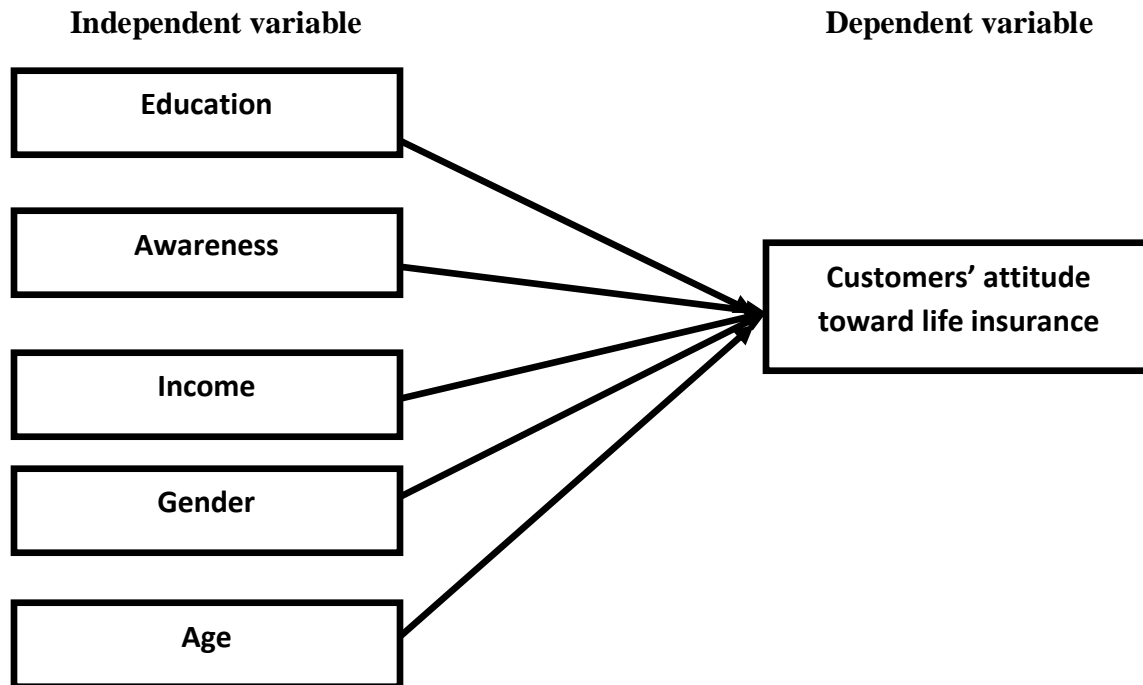 Independent variable
Dependent variable
Education
Awareness
Customers’ attitude
toward life insurance
Income
Gender
Age